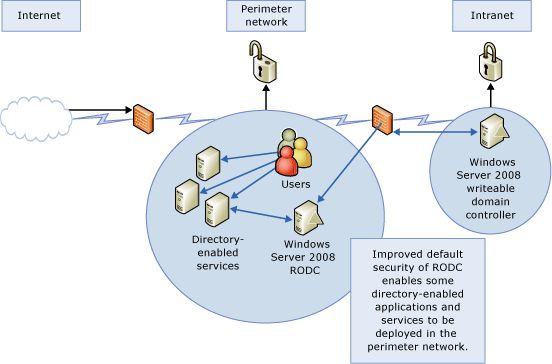 Internet
Perimeter
network
Intranet
Users
Directory-
enabled
services
Windows
Server 2008
RODC
Windows
Server 2008
writeable
domain
controller
Improved default
security of RODC
enables some
directory-enabled
applications and
services to be
deployed in the
perimeter network.